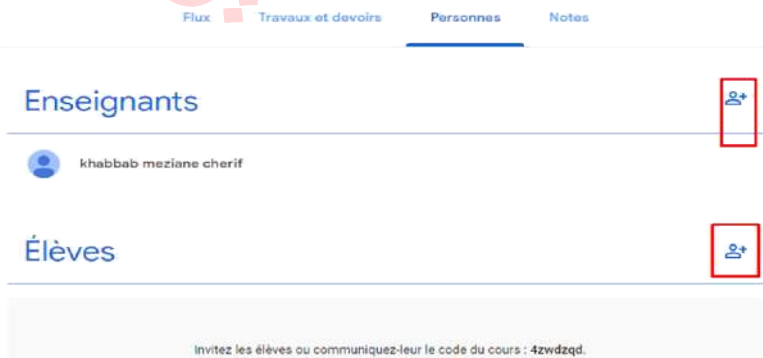 Flux Travaux et devoirs Personnes Notes
Enseignants
khabbab meziane cherif
Élèves
Invitez les élèves ou communiquez-leur le code du cours : 4zwdzqd.